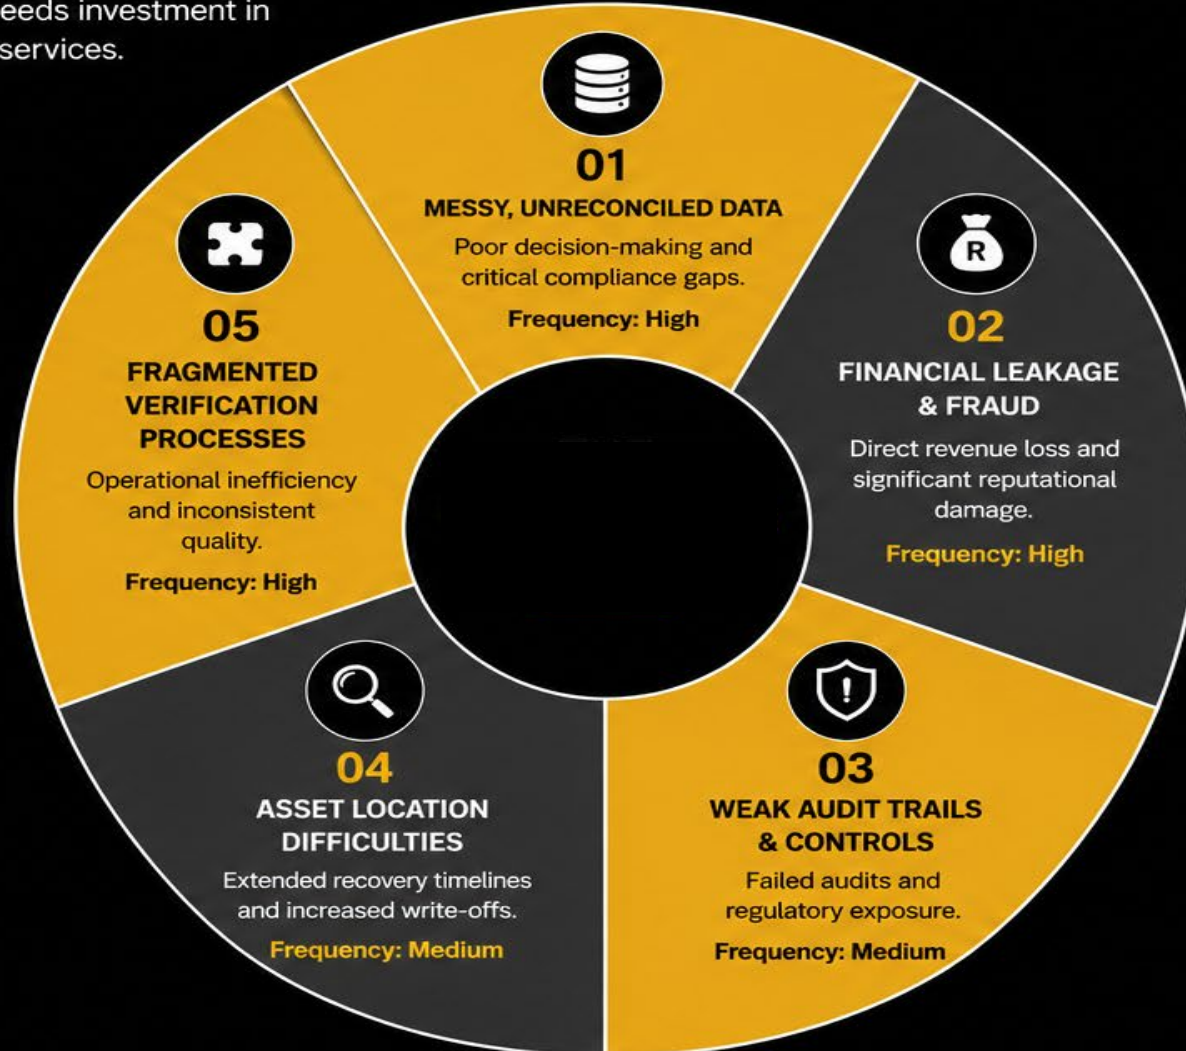 eeds investment in
services.
01
MESSY, UNRECONCILED DATA
Poor decision-making and
critical compliance gaps.
Frequency: High
R
02
FINANCIAL LEAKAGE
& FRAUD
Direct revenue loss and
significant reputational
damage.
Frequency: High
03
WEAK AUDIT TRAILS
& CONTROLS
Failed audits and
regulatory exposure.
Frequency: Medium
04
ASSET LOCATION
DIFFICULTIES
Extended recovery timelines
and increased write-offs.
Frequency: Medium
05
FRAGMENTED
VERIFICATION
PROCESSES
Operational inefficiency
and inconsistent
quality.
Frequency: High